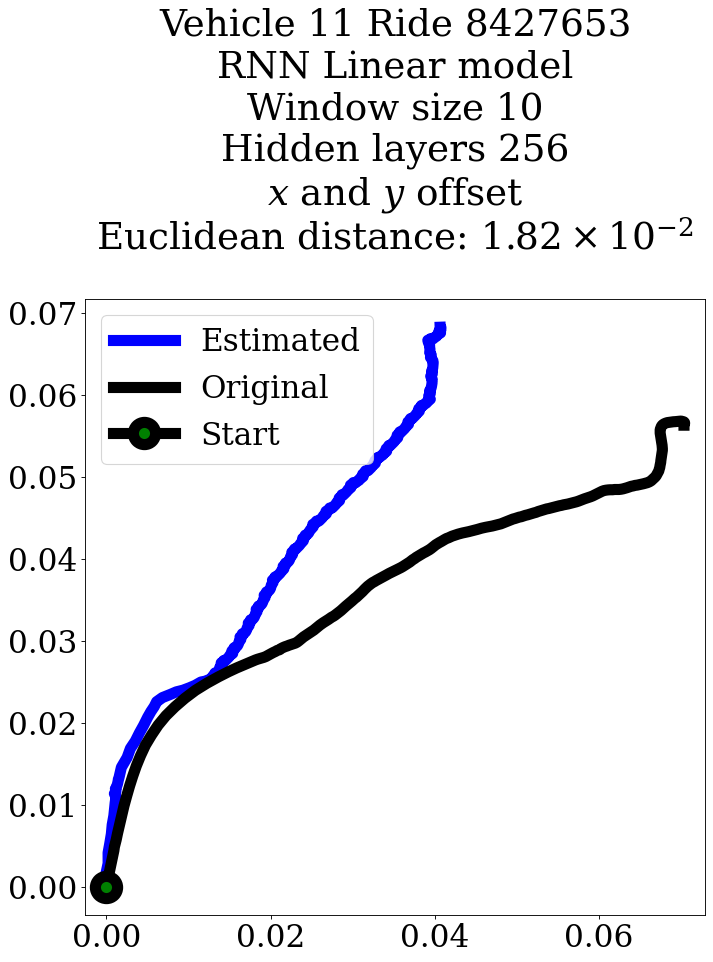 Vehicle 11 Ride 8427653
RNN Linear model
Window size 10
Hidden layers 256
x and y offset
Euclidean distance: 1.82 × 10⁻²
0.07
Estimated
0.06
Original
Start
0.05
0.04
0.03
0.02
0.01
0.00
0.00 0.02 0.04 0.06